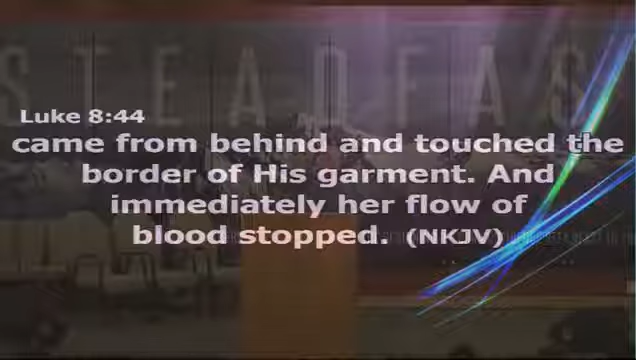 STEADFAS
Luke 8:44
came from behind and touched the
border of His garment. And
immediately her flow of
blood stopped. (NKJV)